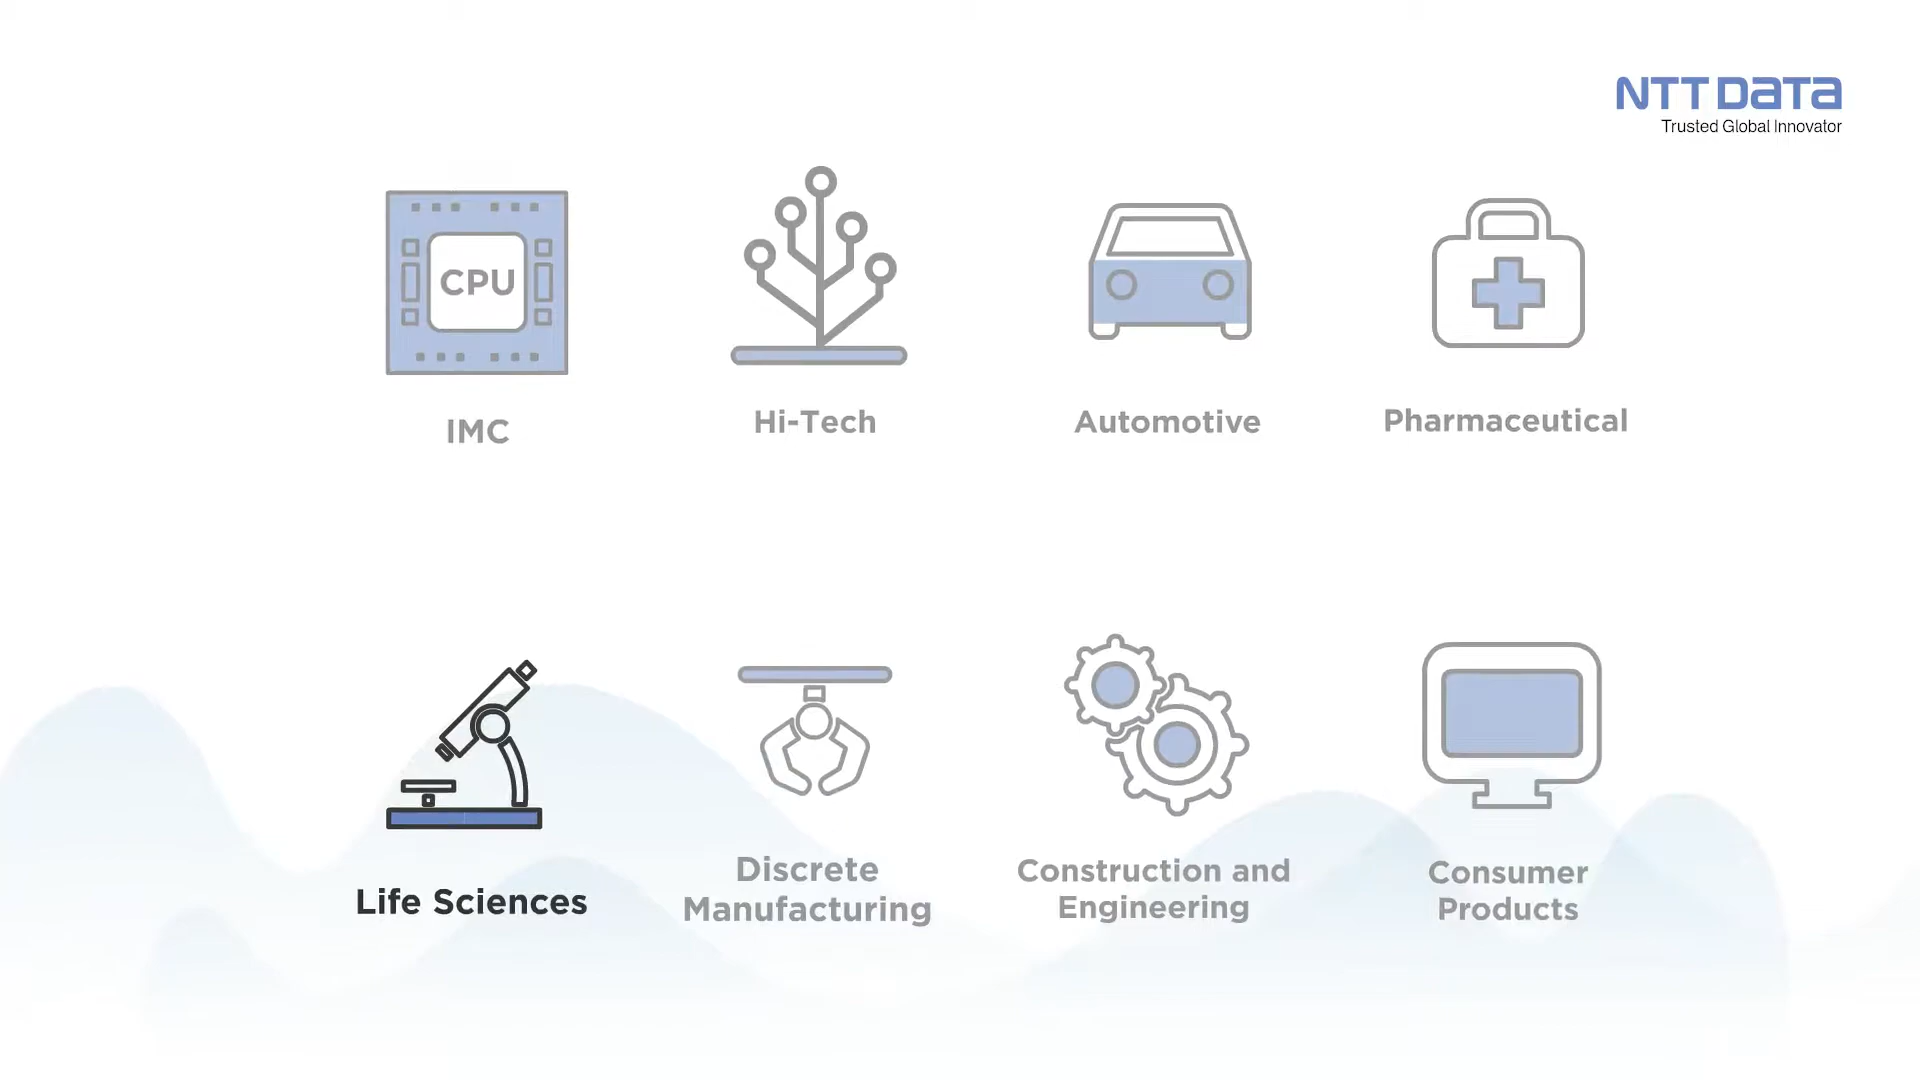 NTT DATA
Trusted Global Innovator
CPU
IMC
Hi-Tech
Automotive
Pharmaceutical
Life Sciences
Discrete
Manufacturing
Construction and
Engineering
Consumer
Products